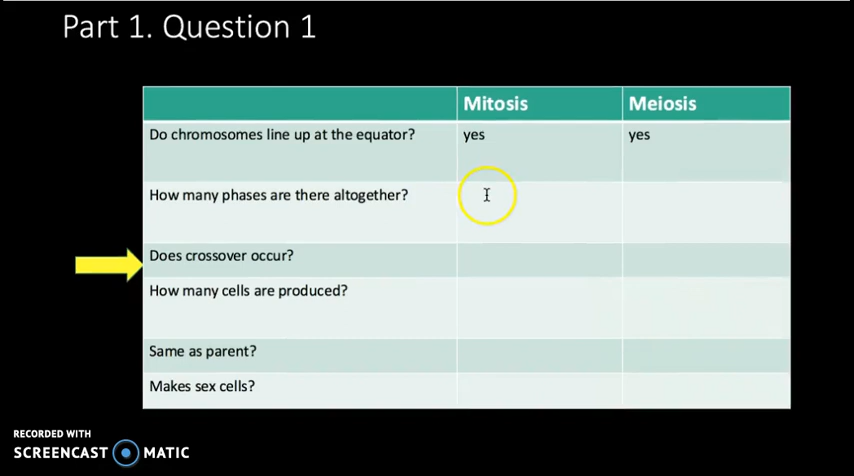 Part 1. Question 1
Mitosis Meiosis
Do chromosomes line up at the equator? yes yes
How many phases are there altogether?
Does crossover occur?
How many cells are produced?
Same as parent?
Makes sex cells?
RECORDED WITH
SCREENCAST MATIC